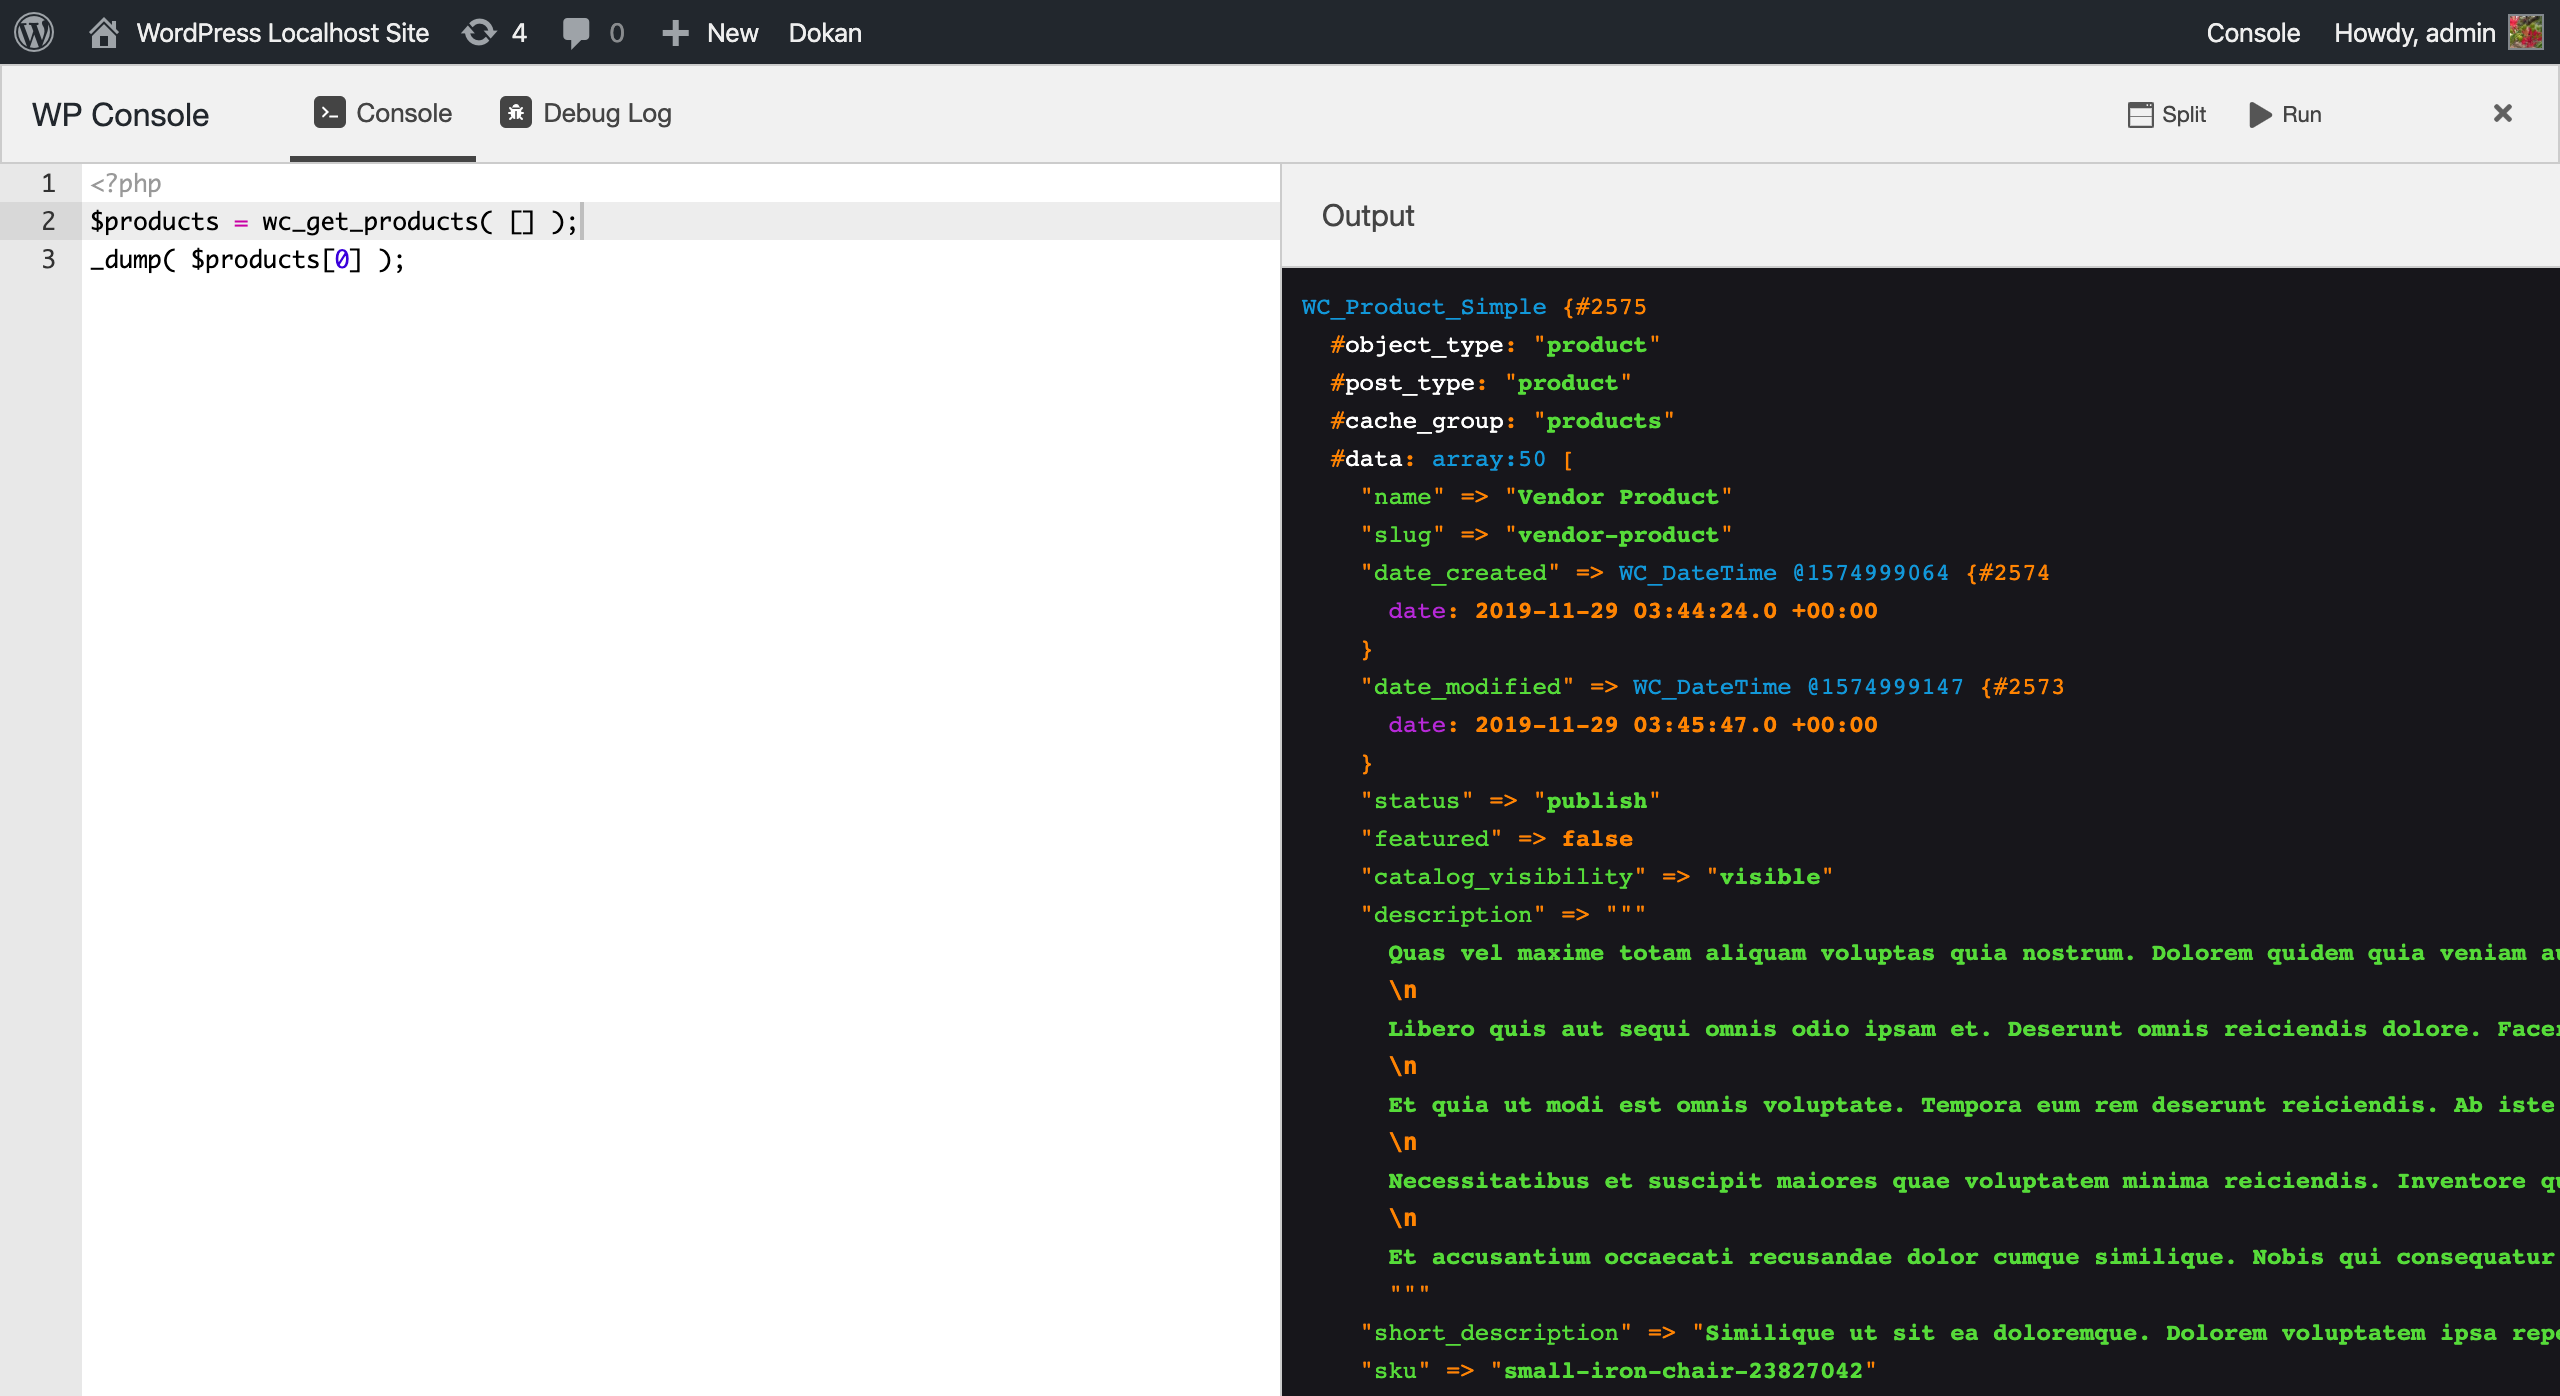 WordPress Localhost Site 4 0 New Dokan Console Howdy, admin
WP Console Console Debug Log Split Run
1 <?php
2 $products = wc_get_products( [] );
3 _dump( $products[0] );
Output
WC_Product_Simple {#2575
#object_type: "product"
#post_type: "product"
#cache_group: "products"
#data: array:50 [
"name" => "Vendor Product"
"slug" => "vendor-product"
"date_created" => WC_DateTime @1574999064 {#2574
date: 2019-11-29 03:44:24.0 +00:00
}
"date_modified" => WC_DateTime @1574999147 {#2573
date: 2019-11-29 03:45:47.0 +00:00
}
"status" => "publish"
"featured" => false
"catalog_visibility" => "visible"
"description" => """
Quas vel maxime totam aliquam voluptas quia nostrum. Dolorem quidem quia veniam
\n
Libero quis aut sequi omnis odio ipsam et. Deserunt omnis reiciendis dolore.
\n
Et quia ut modi est omnis voluptate. Tempora eum rem deserunt reiciendis. Ab iste
\n
Necessitatibus et suscipit maiores quae voluptatem minima reiciendis. Inventore
\n
Et accusantium occaecati recusandae dolor cumque similique. Nobis qui consequatur
"""
"short_description" => "Similique ut sit ea doloremque. Dolorem voluptatem ipsa
"sku" => "small-iron-chair-23827042"